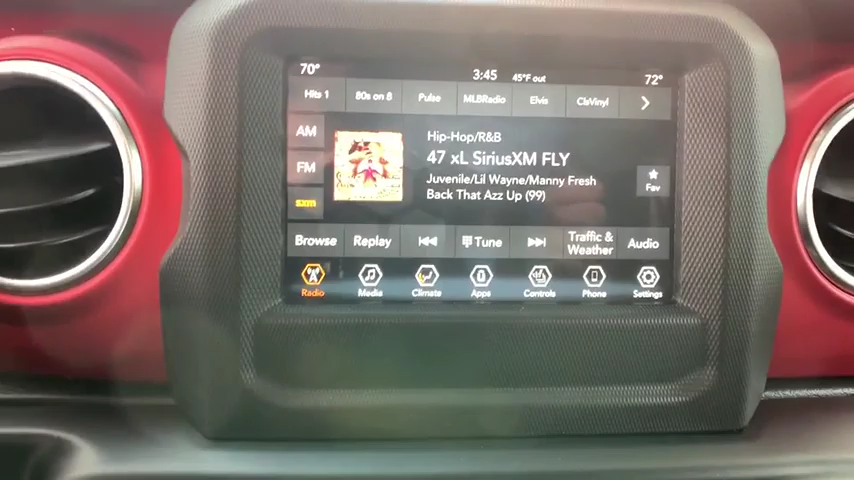 70° 3:45 45°F out 72°
Hits 1 80s on 8 Pulse MLBRadio Elvis ClsVinyl
AM
FM
sxm
Hip-Hop/R&B
47 xL SiriusXM FLY
Juvenile/Lil Wayne/Manny Fresh
Back That Azz Up (99)
Fav
Browse Replay Tune Traffic & Weather Audio
Radio Media Climate Apps Controls Phone Settings